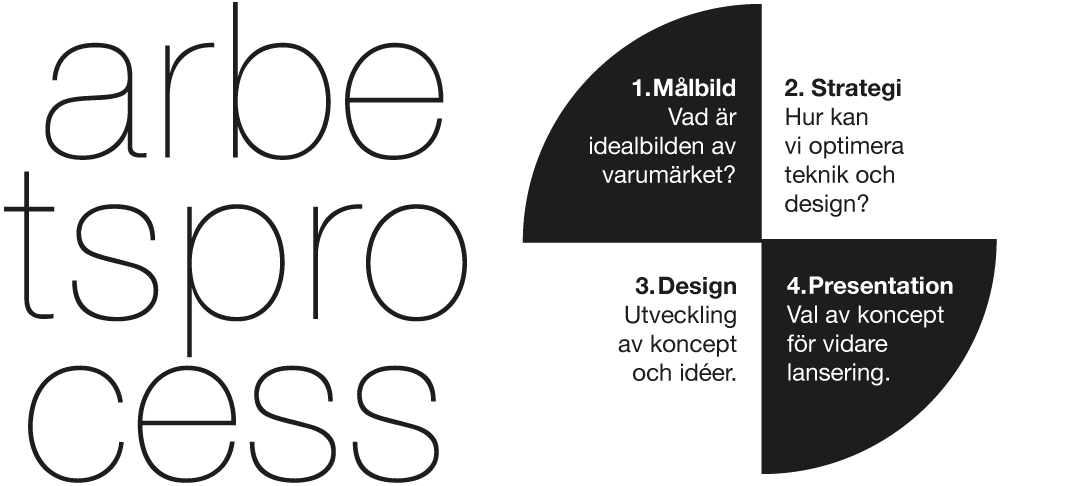 arbe
tspro
cess
1.Målbild
Vad är
idealbilden av
varumärket?
2. Strategi
Hur kan
vi optimera
teknik och
design?
3.Design
Utveckling
av koncept
och idéer.
4.Presentation
Val av koncept
för vidare
lansering.